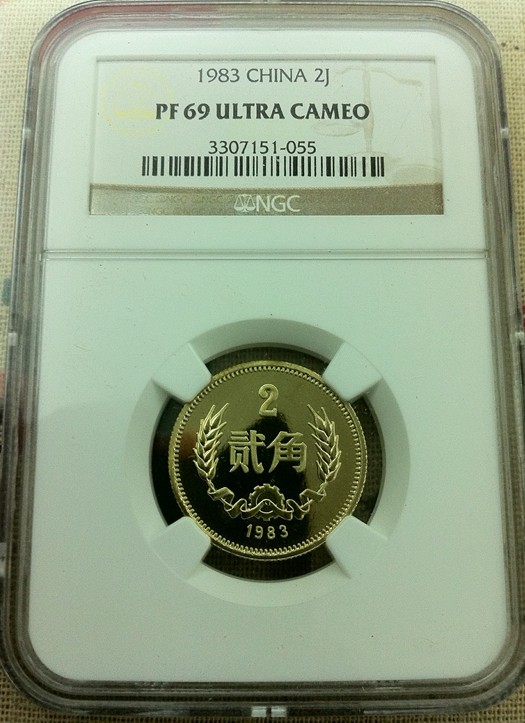 1983 CHINA 2J
PF 69 ULTRA CAMEO
3307151-055
NGC
2
贰角
1983